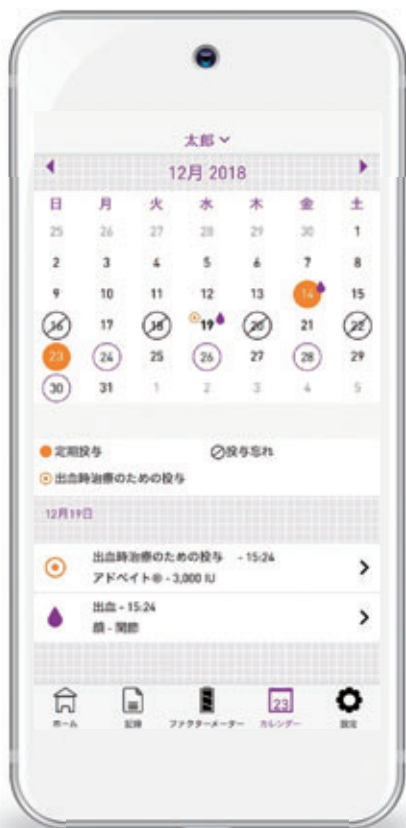 太郎
12月 2018
日 月 火 水 木 金 土
25 26 27 28 29 30 1
2 3 4 5 6 7 8
9 10 11 12 13 14 15
16 17 18 19 20 21 22
23 24 25 26 27 28 29
30 31 1 2 3 4 5
定期投与 投与忘れ
出血時治療のための投与
12月19日
出血時治療のための投与 - 15:24
アドベイト® - 3,000 IU
出血 - 15:24
顔 - 関節
23
ホーム 記録 ファクターメーター カレンダー 設定